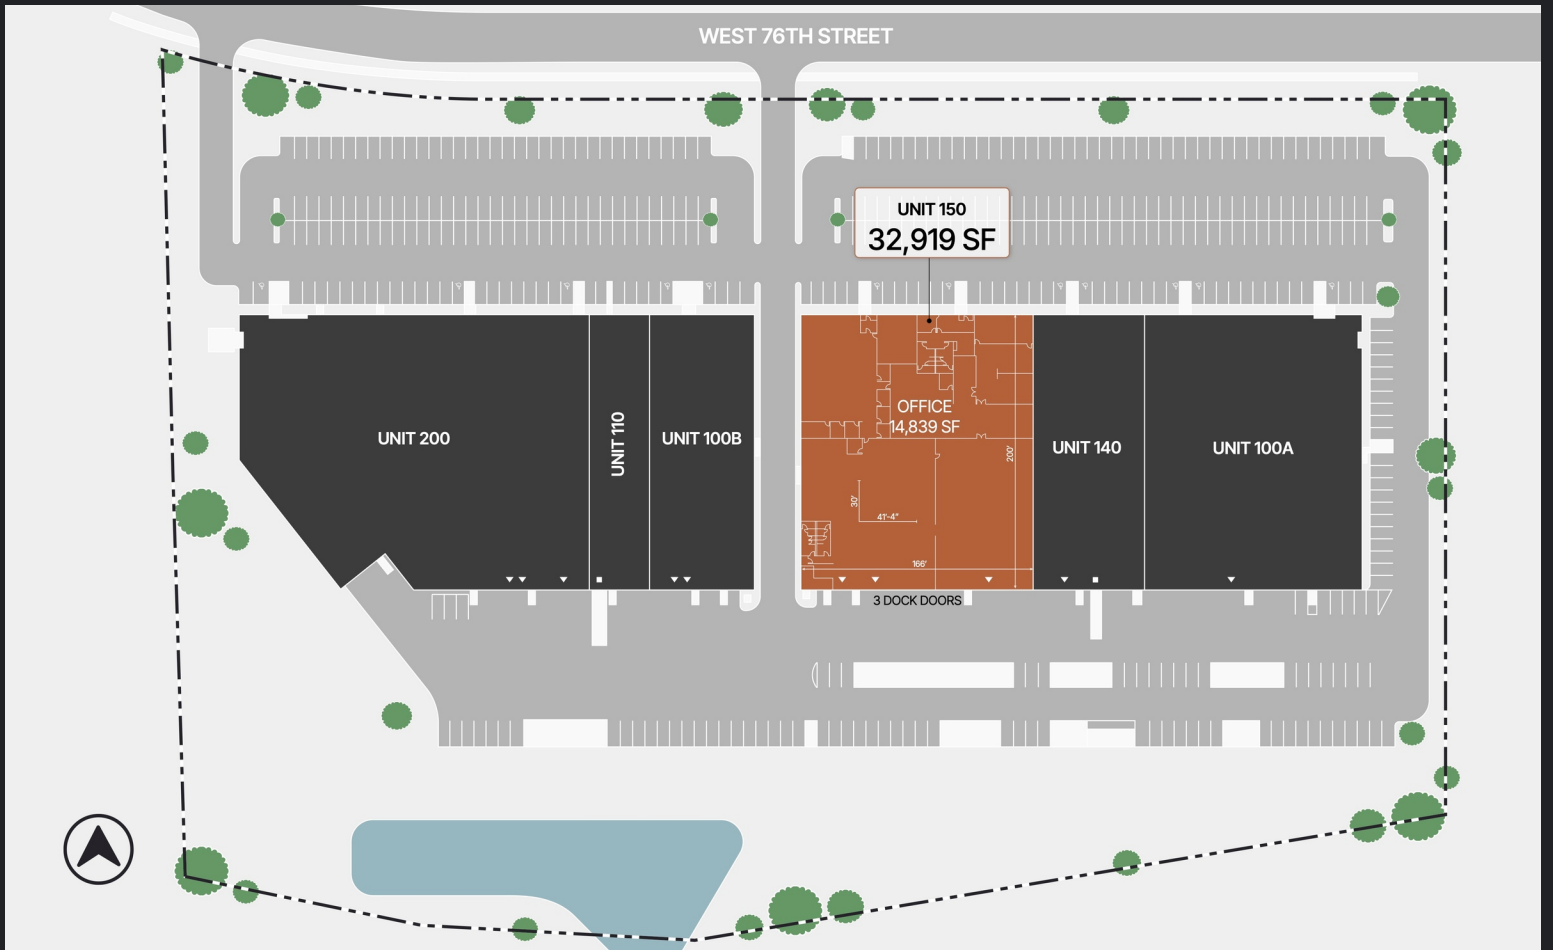 WEST 76TH STREET
UNIT 150
32,919 SF
OFFICE
14,839 SF
UNIT 200
UNIT 110
UNIT 100B
UNIT 140
UNIT 100A
200'
30'
41'-4"
166'
3 DOCK DOORS